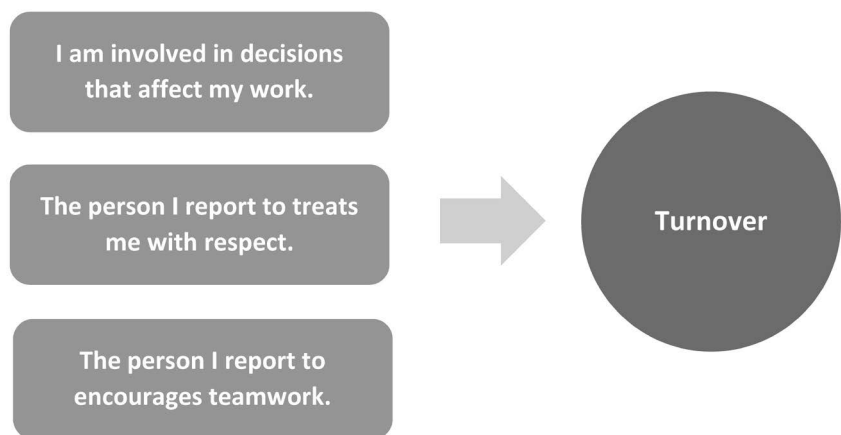 I am involved in decisions
that affect my work.
The person I report to treats
me with respect.
The person I report to
encourages teamwork.
Turnover